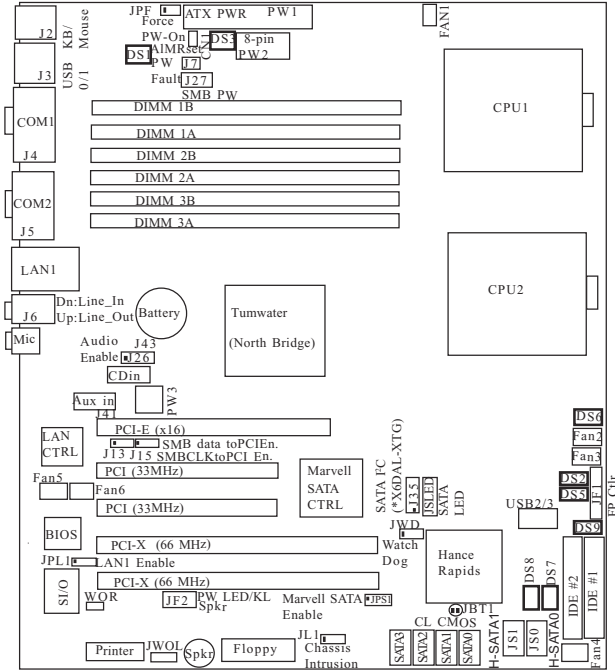 JPF
Force
PW-On
ATX PWR PW1
FAN1
J2
KB/
Mouse
DS1
AlMRset
PW
Fault
CN1
DS3
8-pin
PW2
J7
J27
SMB PW
J3
USB
0/1
COM1
J4
COM2
J5
DIMM 1B
DIMM 1A
DIMM 2B
DIMM 2A
DIMM 3B
DIMM 3A
CPU1
CPU2
LAN1
J6
Dn:Line_In
Up:Line_Out
Mic
Battery
Tumwater
(North Bridge)
Audio
Enable
J43
J26
CDin
Aux in
J41
PW3
PCI-E (x16)
LAN
CTRL
J13
J15
SMB data toPCIEn.
SMBCLKtoPCI En.
PCI (33MHz)
Fan5
Fan6
PCI (33MHz)
Marvell
SATA
CTRL
SATA I²C
(*X6DAL-XTG)
J35
JSLED
SATA
LED
DS6
Fan2
Fan3
DS2
DS5
JF1
FP Ctlr
USB2/3
DS9
BIOS
PCI-X (66 MHz)
JPL1
LAN1 Enable
PCI-X (66 MHz)
JWD
Watch
Dog
Hance
Rapids
SI/O
WOR
JF2
PW LED/KL
Spkr
Marvell SATA
Enable
JPS1
JBT1
CL CMOS
DS8
DS7
IDE #2
IDE #1
Printer
JWOL
Spkr
Floppy
JL1
Chassis
Intrusion
SATA3
SATA2
SATA1
SATA0
H-SATA1
JS1
JS0
H-SATA0
Fan4